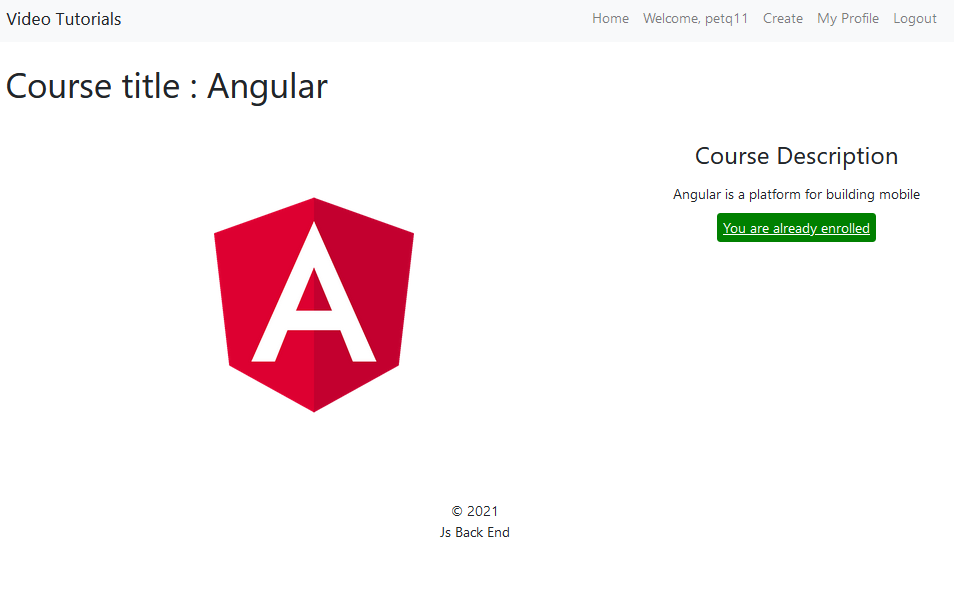 Video Tutorials
Home Welcome, petq11 Create My Profile Logout
Course title : Angular
A
Course Description
Angular is a platform for building mobile
You are already enrolled
© 2021
Js Back End